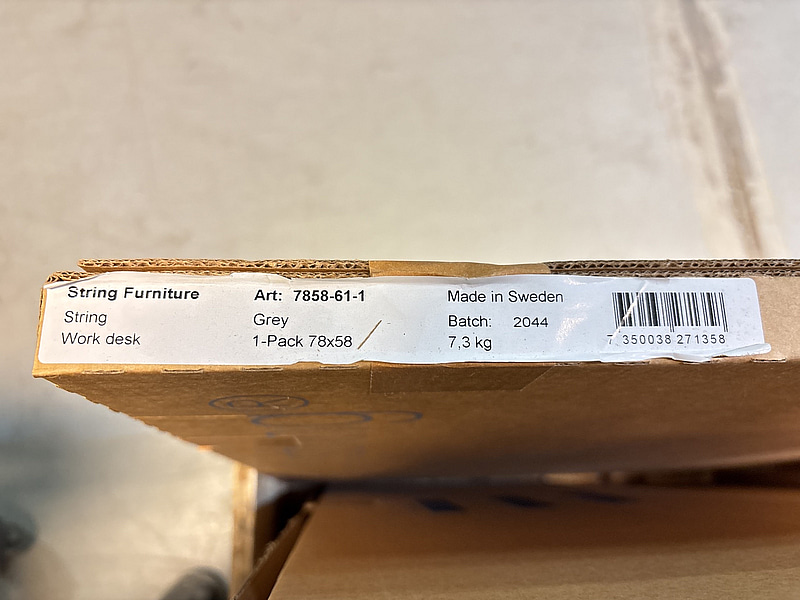 String Furniture
String
Work desk
Art: 7858-61-1
Grey
1-Pack 78x58
Made in Sweden
Batch: 2044
7,3 kg
7 350038 271358